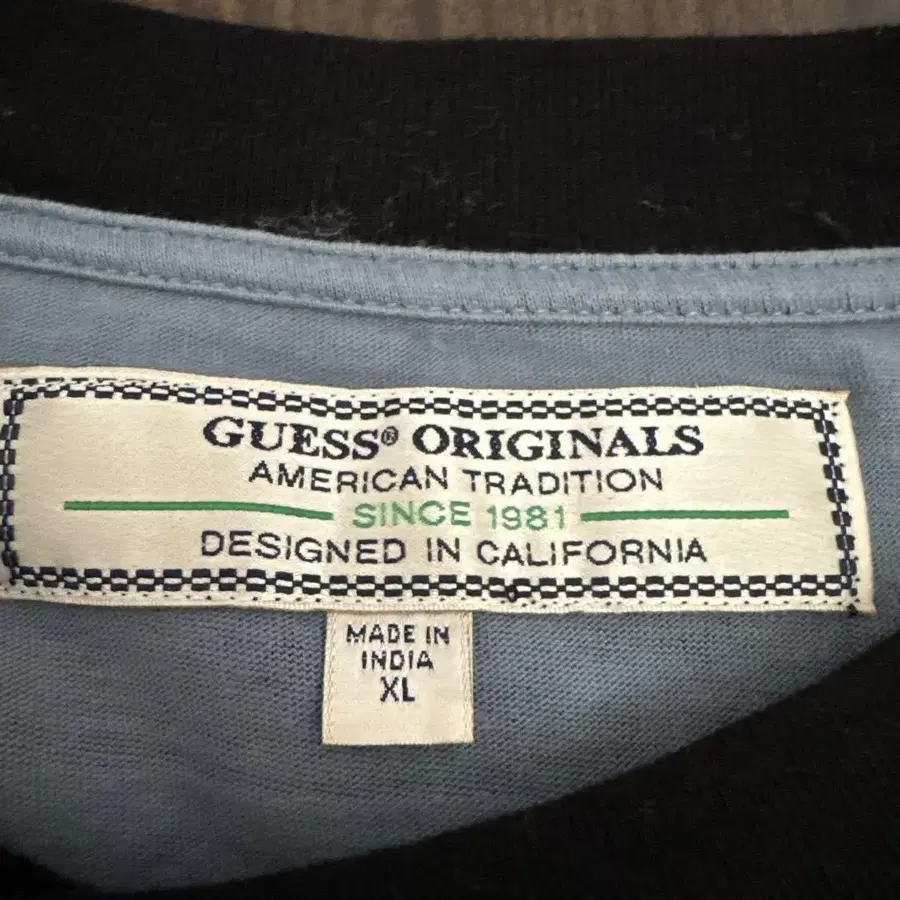 GUESS® ORIGINALS
AMERICAN TRADITION
SINCE 1981
DESIGNED IN CALIFORNIA
MADE IN
INDIA
XL